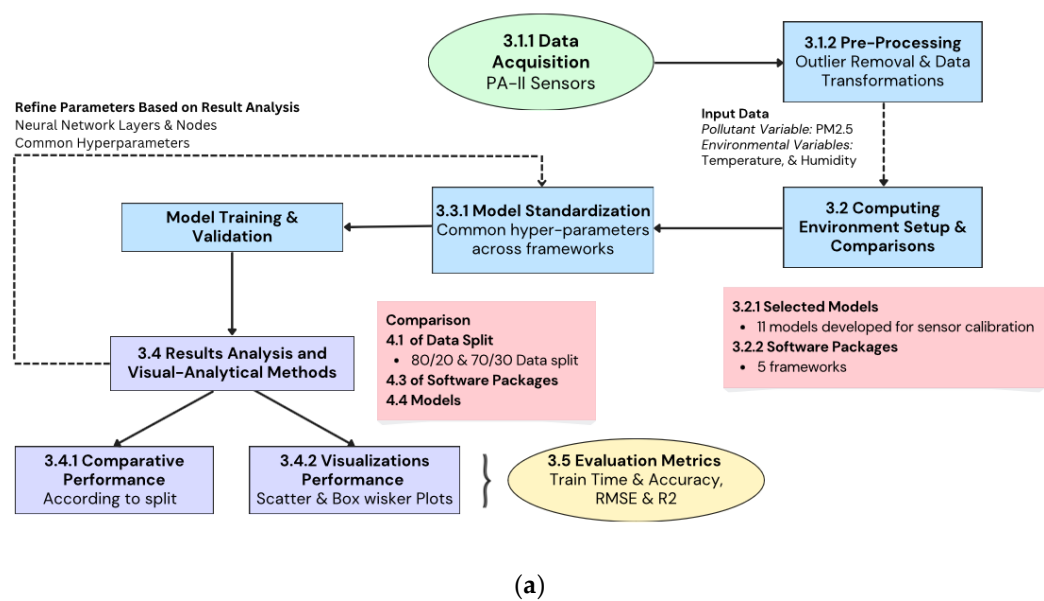 3.1.1 Data
Acquisition
PA-II Sensors
3.1.2 Pre-Processing
Outlier Removal & Data
Transformations
Refine Parameters Based on Result Analysis
Neural Network Layers & Nodes
Common Hyperparameters
Input Data
Pollutant Variable: PM2.5
Environmental Variables:
Temperature, & Humidity
Model Training &
Validation
3.3.1 Model Standardization
Common hyper-parameters
across frameworks
3.2 Computing
Environment Setup &
Comparisons
3.2.1 Selected Models
• 11 models developed for sensor calibration
3.2.2 Software Packages
• 5 frameworks
Comparison
4.1 of Data Split
• 80/20 & 70/30 Data split
4.3 of Software Packages
4.4 Models
3.4 Results Analysis and
Visual-Analytical Methods
3.4.1 Comparative
Performance
According to split
3.4.2 Visualizations
Performance
Scatter & Box wisker Plots
3.5 Evaluation Metrics
Train Time & Accuracy,
RMSE & R2
(a)